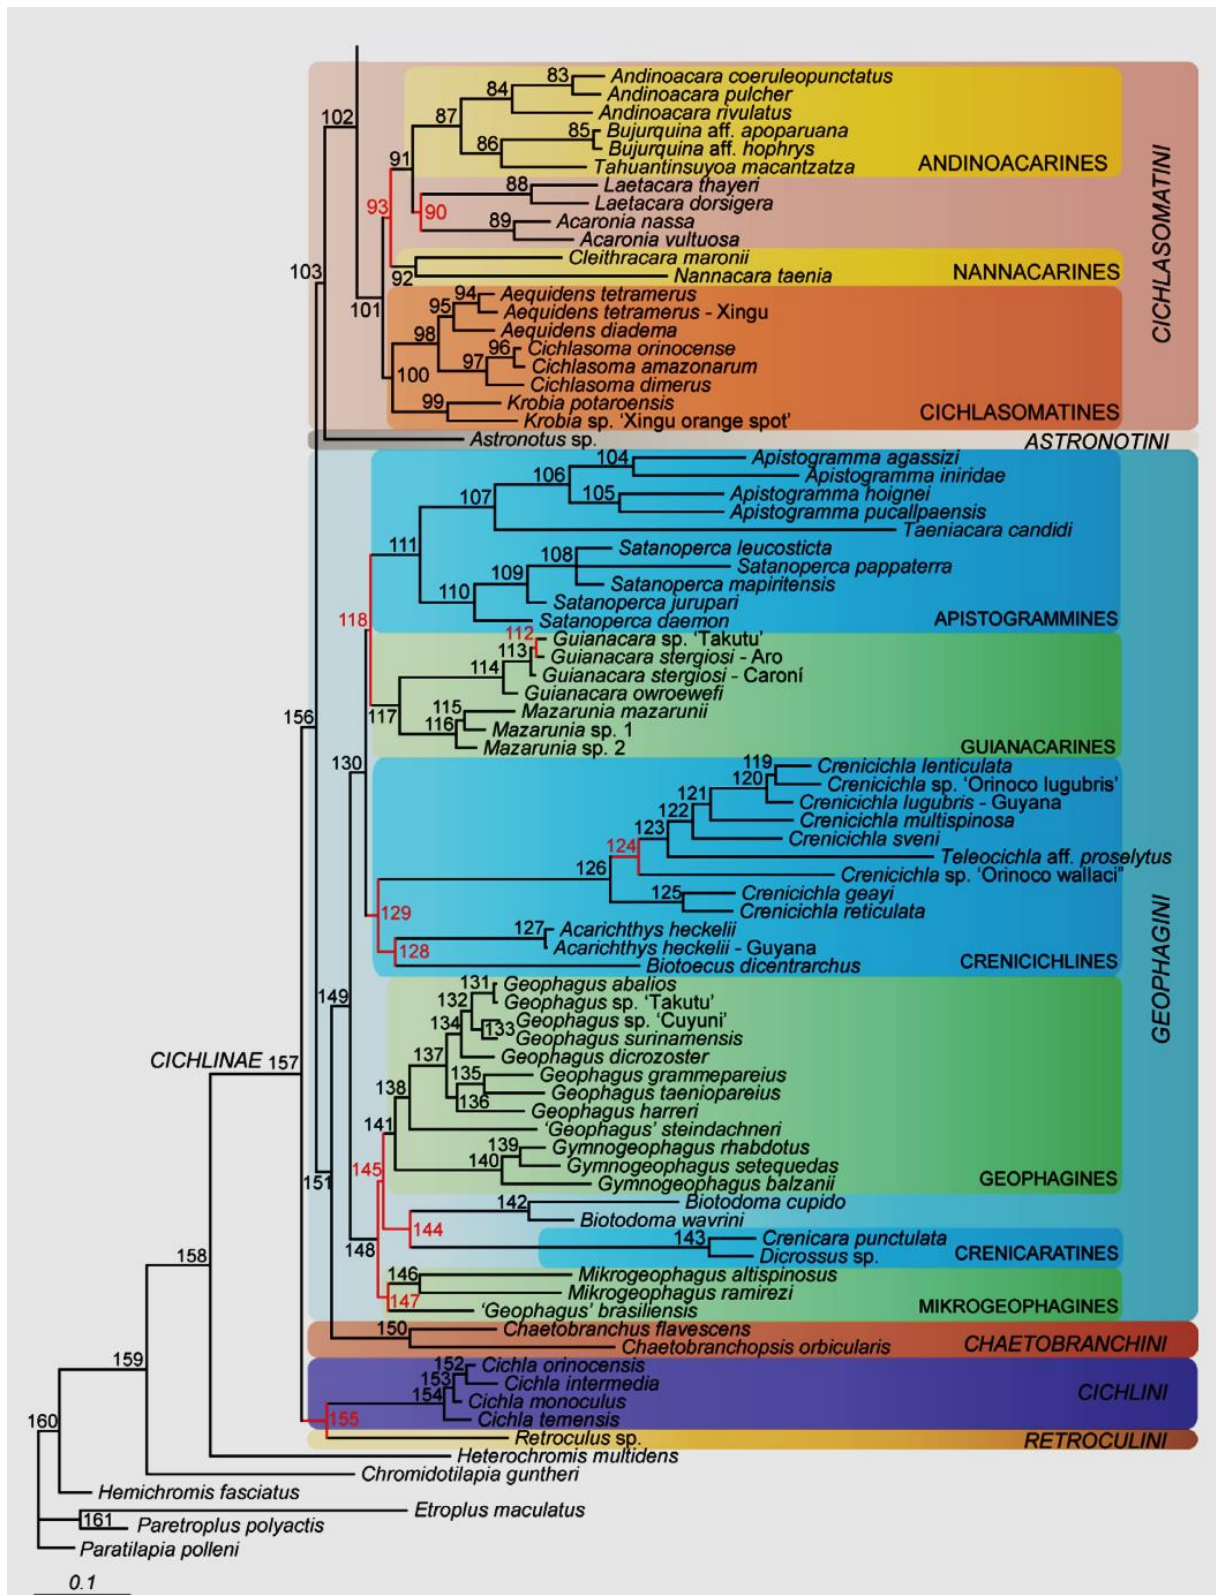 83 Andinoacara coeruleopunctatus
84 Andinoacara pulcher
102 87 Andinoacara rivulatus
85 Bujurquina aff. apoparuana
91 86 Bujurquina aff. hophrys
Tahuantinsuyoa macantzatza ANDINOACARINES
88 Laetacara thayeri
93 90 Laetacara dorsigera
89 Acaronia nassa
Acaronia vultuosa
103 Cleithracara maronii
92 Nannacara taenia NANNACARINES
CICHLASOMATINI
101 94 Aequidens tetramerus
95 Aequidens tetramerus - Xingu
98 Aequidens diadema
96 Cichlasoma orinocense
100 97 Cichlasoma amazonarum
Cichlasoma dimerus
99 Krobia potaroensis
Krobia sp. 'Xingu orange spot' CICHLASOMATINES
Astronotus sp. ASTRONOTINI
104 Apistogramma agassizi
106 Apistogramma iniridae
107 105 Apistogramma hoignei
Apistogramma pucallpaensis
Taeniacara candidi
111 108 Satanoperca leucosticta
109 Satanoperca pappaterra
110 Satanoperca mapiritensis
Satanoperca jurupari
118 Satanoperca daemon APISTOGRAMMINES
112 Guianacara sp. 'Takutu'
113 Guianacara stergiosi - Aro
114 Guianacara stergiosi - Caroní
Guianacara owroewefi
117 115 Mazarunia mazarunii
156 116 Mazarunia sp. 1
Mazarunia sp. 2 GUIANACARINES
130 119 Crenicichla lenticulata
120 Crenicichla sp. 'Orinoco lugubris'
121 Crenicichla lugubris - Guyana
122 Crenicichla multispinosa
123 Crenicichla sveni
124 Teleocichla aff. proselytus
126 Crenicichla sp. 'Orinoco wallaci"
125 Crenicichla geayi
129 Crenicichla reticulata
127 Acarichthys heckelii
128 Acarichthys heckelii - Guyana
Biotoecus dicentrarchus CRENICICHLINES
GEOPHAGINI
149 131 Geophagus abalios
132 Geophagus sp. 'Takutu'
134 133 Geophagus sp. 'Cuyuni'
Geophagus surinamensis
CICHLINAE 157 137 Geophagus dicrozoster
135 Geophagus grammepareius
138 Geophagus taeniopareius
136 Geophagus harreri
141 'Geophagus' steindachneri
139 Gymnogeophagus rhabdotus
145 140 Gymnogeophagus setequedas
151 Gymnogeophagus balzanii GEOPHAGINES
142 Biotodoma cupido
144 Biotodoma wavrini
148 143 Crenicara punctulata
158 Dicrossus sp. CRENICARATINES
146 Mikrogeophagus altispinosus
147 Mikrogeophagus ramirezi
'Geophagus' brasiliensis MIKROGEOPHAGINES
150 Chaetobranchus flavescens
Chaetobranchopsis orbicularis CHAETOBRANCHINI
159 152 Cichla orinocensis
153 Cichla intermedia
154 Cichla monoculus CICHLINI
160 155 Cichla temensis
Retroculus sp. RETROCULINI
Heterochromis multidens
Chromidotilapia guntheri
Hemichromis fasciatus
Etroplus maculatus
161 Paretroplus polyactis
Paratilapia polleni
0.1